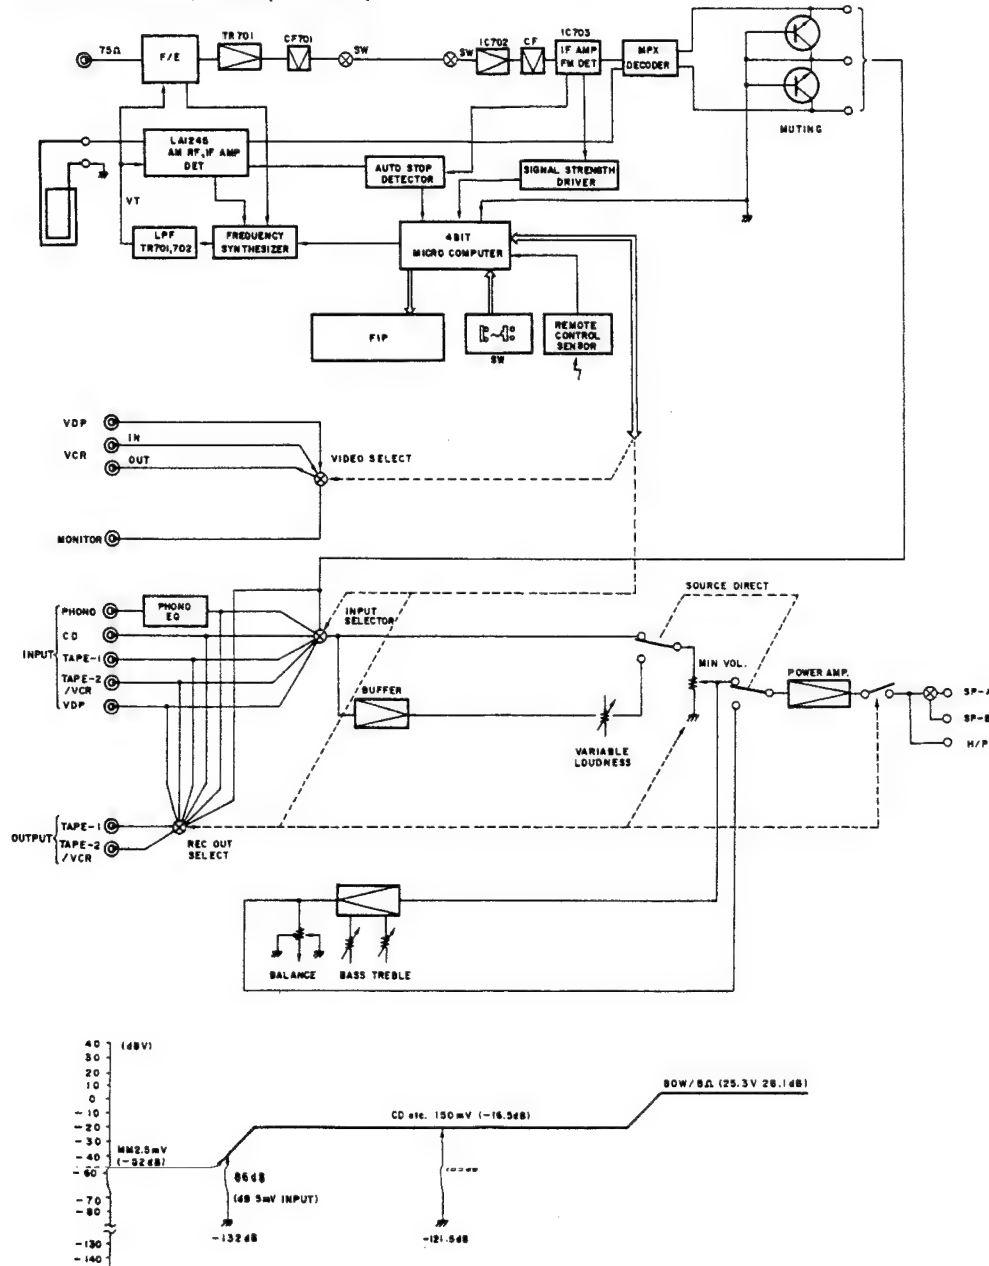 75Ω
F/E
TR701
CF701
SW
SW
IC702
CF
IC703
IF AMP
FM DET
MPX
DECODER
MUTING
LA1245
AM RF, IF AMP
DET
AUTO STOP
DETECTOR
SIGNAL STRENGTH
DRIVER
VT
LPF
TR701,702
FREQUENCY
SYNTHESIZER
4BIT
MICRO COMPUTER
FIP
SW
REMOTE
CONTROL
SENSOR
VDP
VCR
IN
OUT
VIDEO SELECT
MONITOR
SOURCE DIRECT
INPUT
PHONO
PHONO
EQ
INPUT
SELECTOR
CD
TAPE-1
TAPE-2
/VCR
VDP
BUFFER
VARIABLE
LOUDNESS
MIN VOL.
POWER AMP.
SP-A
SP-B
H/P
OUTPUT
TAPE-1
TAPE-2
/VCR
REC OUT
SELECT
BALANCE
BASS TREBLE
(dBV)
40
30
20
10
0
-10
-20
-30
-40
-60
-70
-80
-130
-140
MM2.5mV
86dB
(dB 5mV INPUT)
-132dB
CD etc. 150mV (-16.5dB)
-121.5dB
80W/8Ω (25.3V 28.1dB)